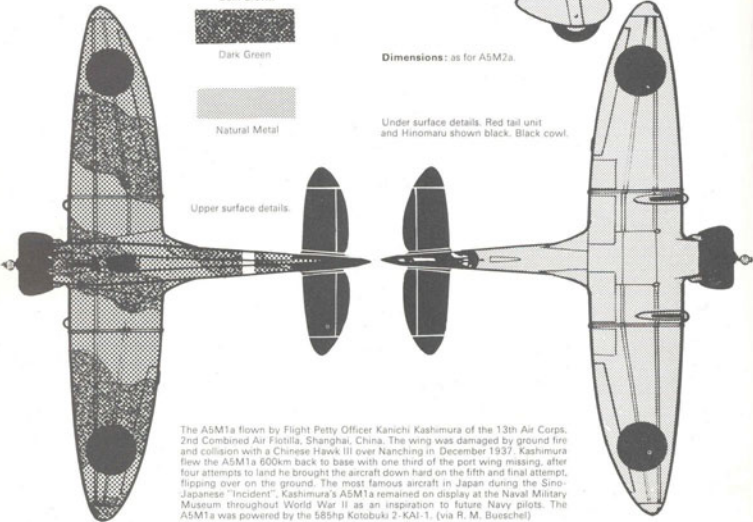 Dark Green
Dimensions: as for A5M2a.
Natural Metal
Under surface details. Red tail unit
and Hinomaru shown black. Black cowl.
Upper surface details.
The A5M1a flown by Flight Petty Officer Kanichi Kashimura of the 13th Air Corps,
2nd Combined Air Flotilla, Shanghai, China. The wing was damaged by ground fire
and collision with a Chinese Hawk III over Nanching in December 1937. Kashimura
flew the A5M1a 600km back to base with one third of the port wing missing, after
four attempts to land he brought the aircraft down hard on the fifth and final attempt,
flipping over on the ground. The most famous aircraft in Japan during the Sino-
Japanese "Incident", Kashimura's A5M1a remained on display at the Naval Military
Museum throughout World War II as an inspiration to future Navy pilots. The
A5M1a was powered by the 585hp Kotobuki 2-KAI-1. (via R. M. Bueschel)